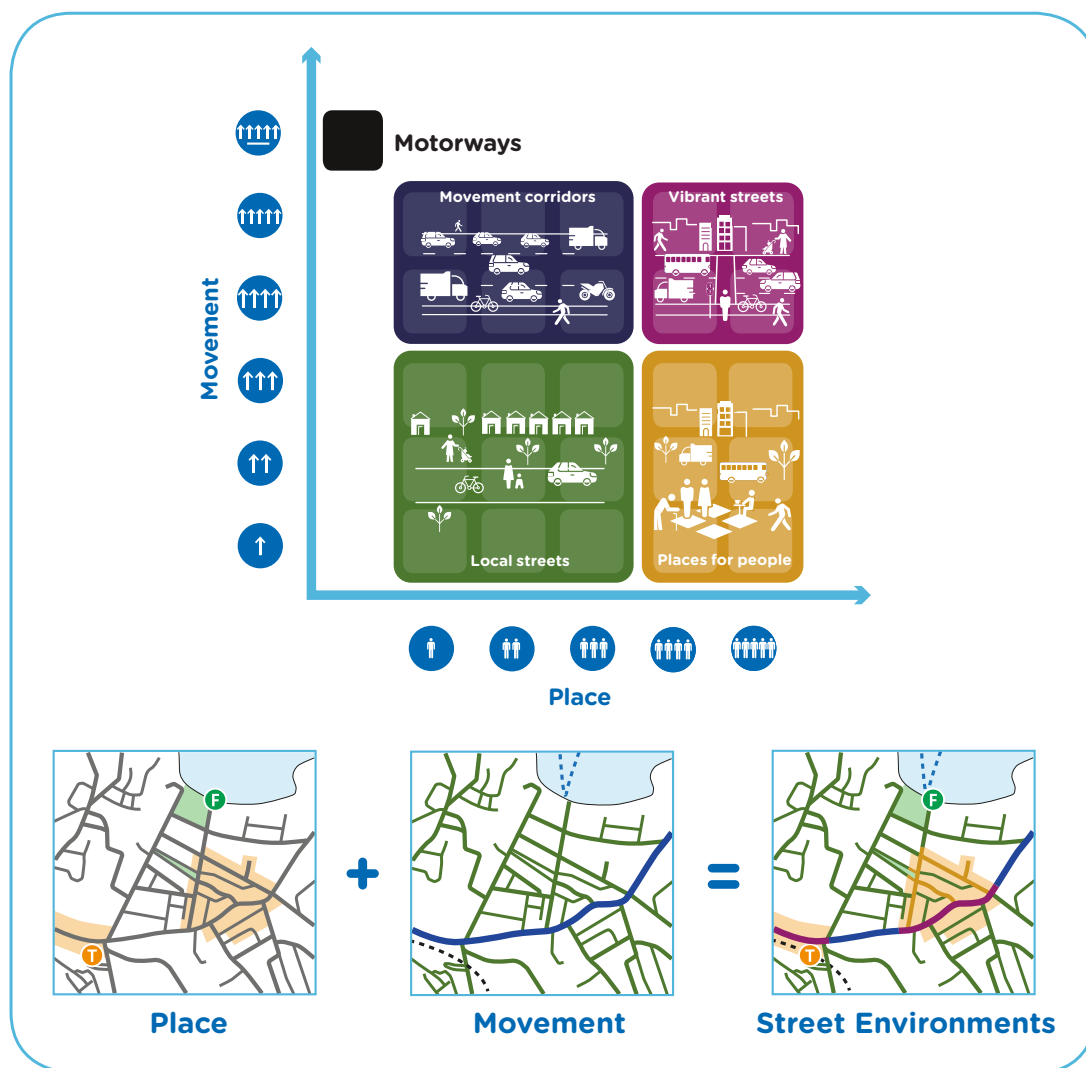 Motorways
Movement corridors
Vibrant streets
Movement
Local streets
Places for people
Place
F
T
+
=
F
T
Place
Movement
Street Environments